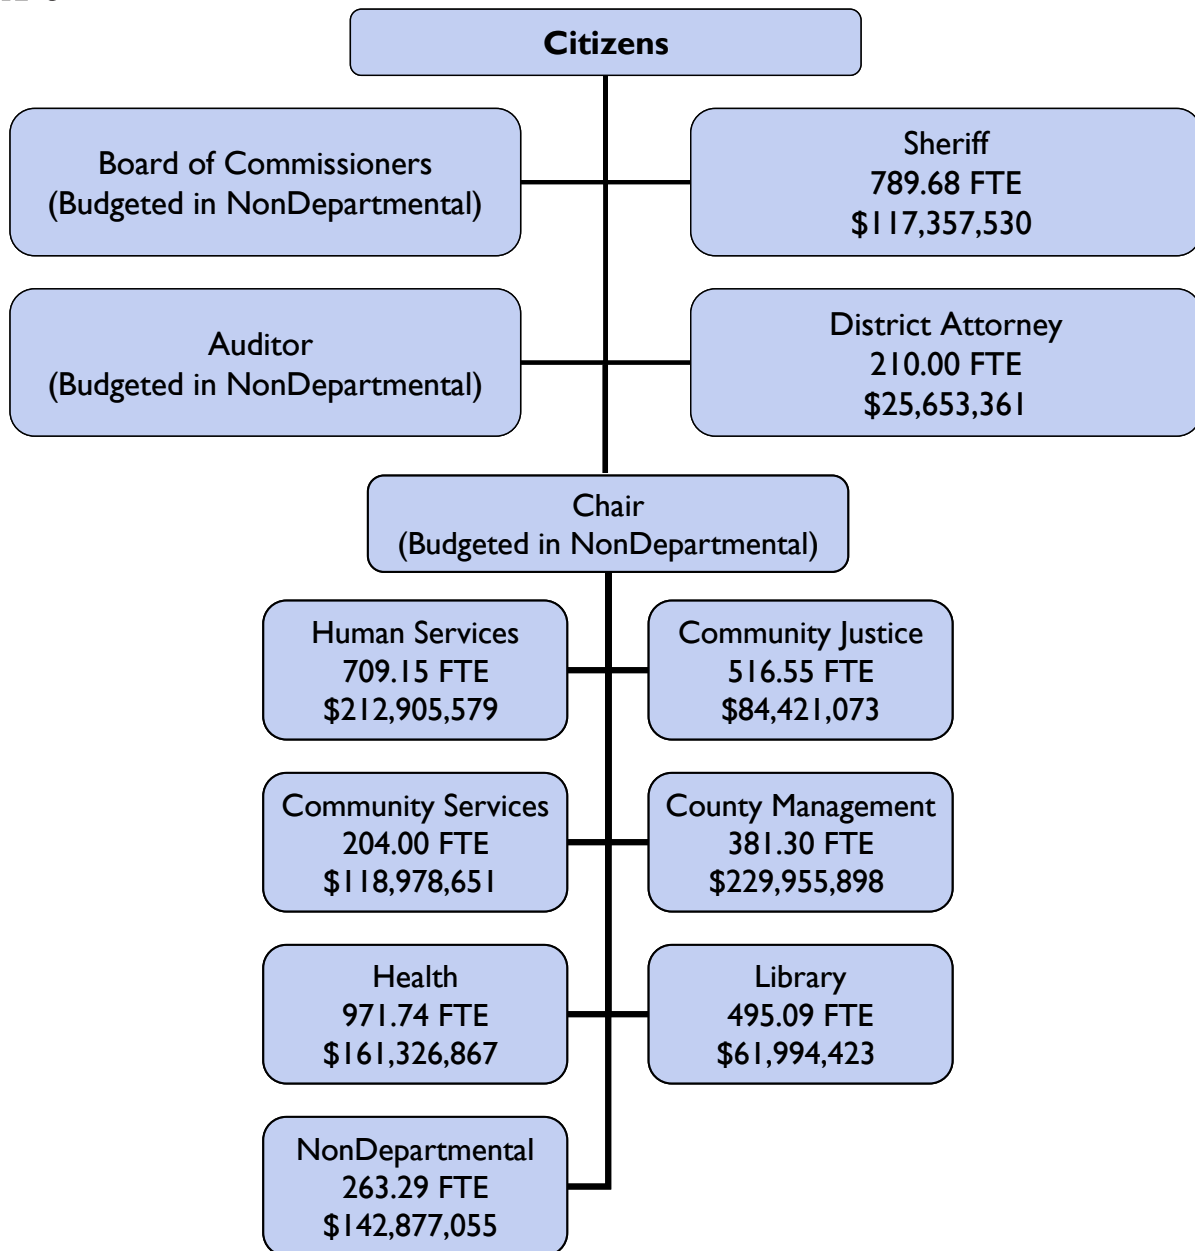 Citizens
Board of Commissioners
(Budgeted in NonDepartmental)
Sheriff
789.68 FTE
$117,357,530
Auditor
(Budgeted in NonDepartmental)
District Attorney
210.00 FTE
$25,653,361
Chair
(Budgeted in NonDepartmental)
Human Services
709.15 FTE
$212,905,579
Community Justice
516.55 FTE
$84,421,073
Community Services
204.00 FTE
$118,978,651
County Management
381.30 FTE
$229,955,898
Health
971.74 FTE
$161,326,867
Library
495.09 FTE
$61,994,423
NonDepartmental
263.29 FTE
$142,877,055